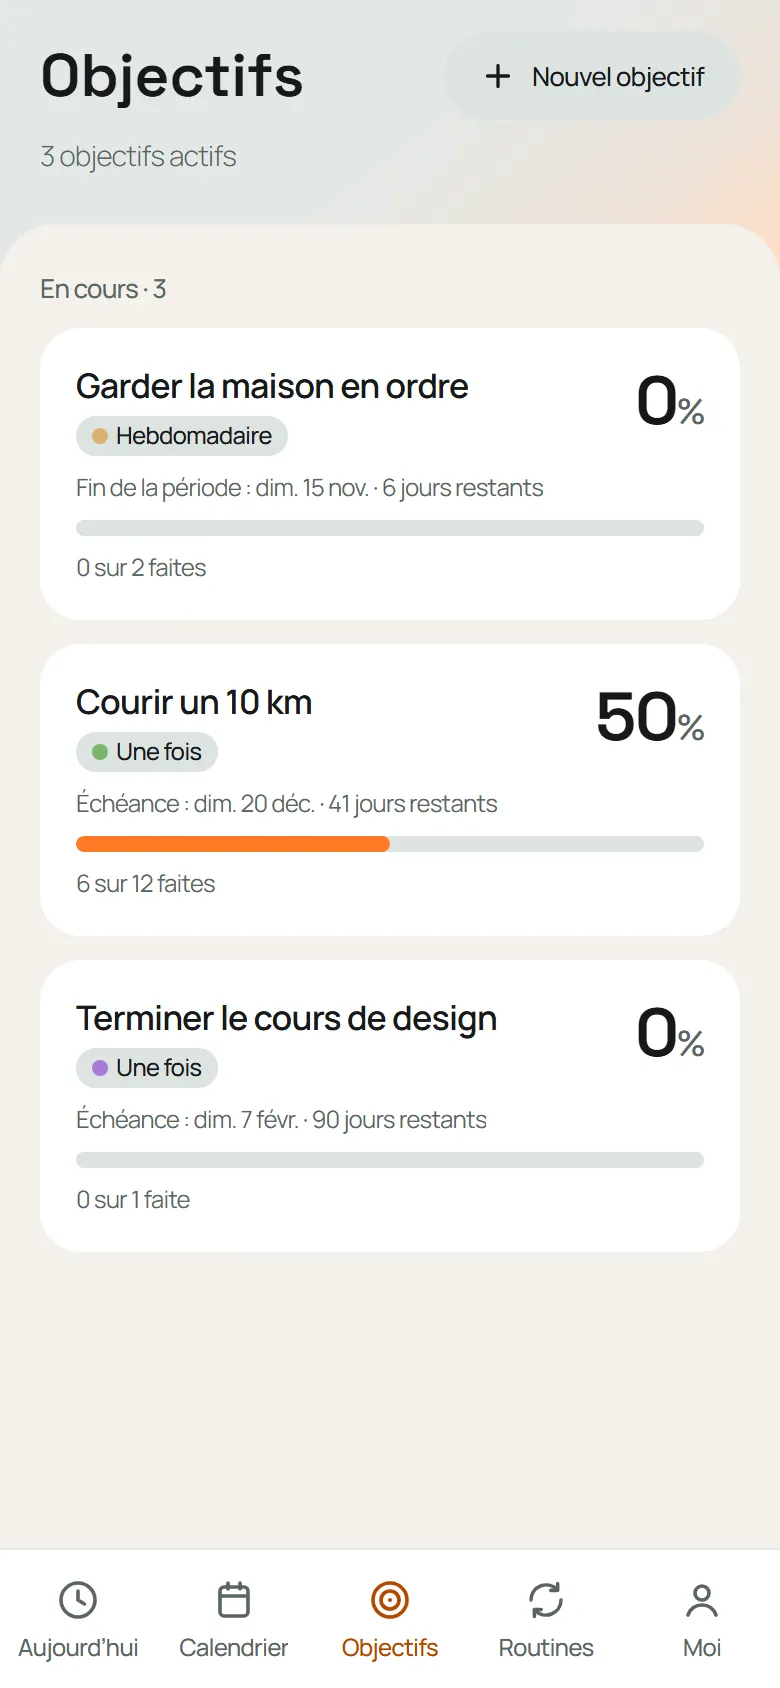 Objectifs
Nouvel objectif
3 objectifs actifs
En cours · 3
Garder la maison en ordre
0%
Hebdomadaire
Fin de la période : dim. 15 nov. · 6 jours restants
0 sur 2 faites
Courir un 10 km
50%
Une fois
Échéance : dim. 20 déc. · 41 jours restants
6 sur 12 faites
Terminer le cours de design
0%
Une fois
Échéance : dim. 7 févr. · 90 jours restants
0 sur 1 faite
Aujourd’hui
Calendrier
Objectifs
Routines
Moi